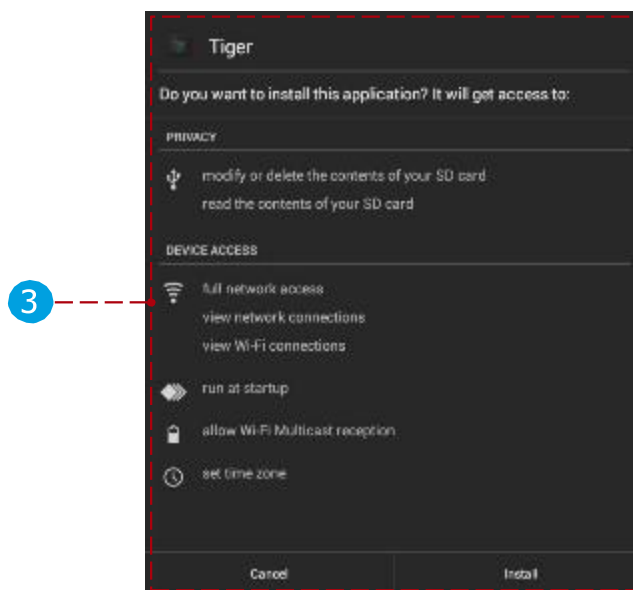 Tiger
Do you want to install this application? It will get access to:
PRIVACY
modify or delete the contents of your SD card
read the contents of your SD card
DEVICE ACCESS
full network access
view network connections
view Wi-Fi connections
run at startup
allow Wi-Fi Multicast reception
set time zone
3
Cancel
Install